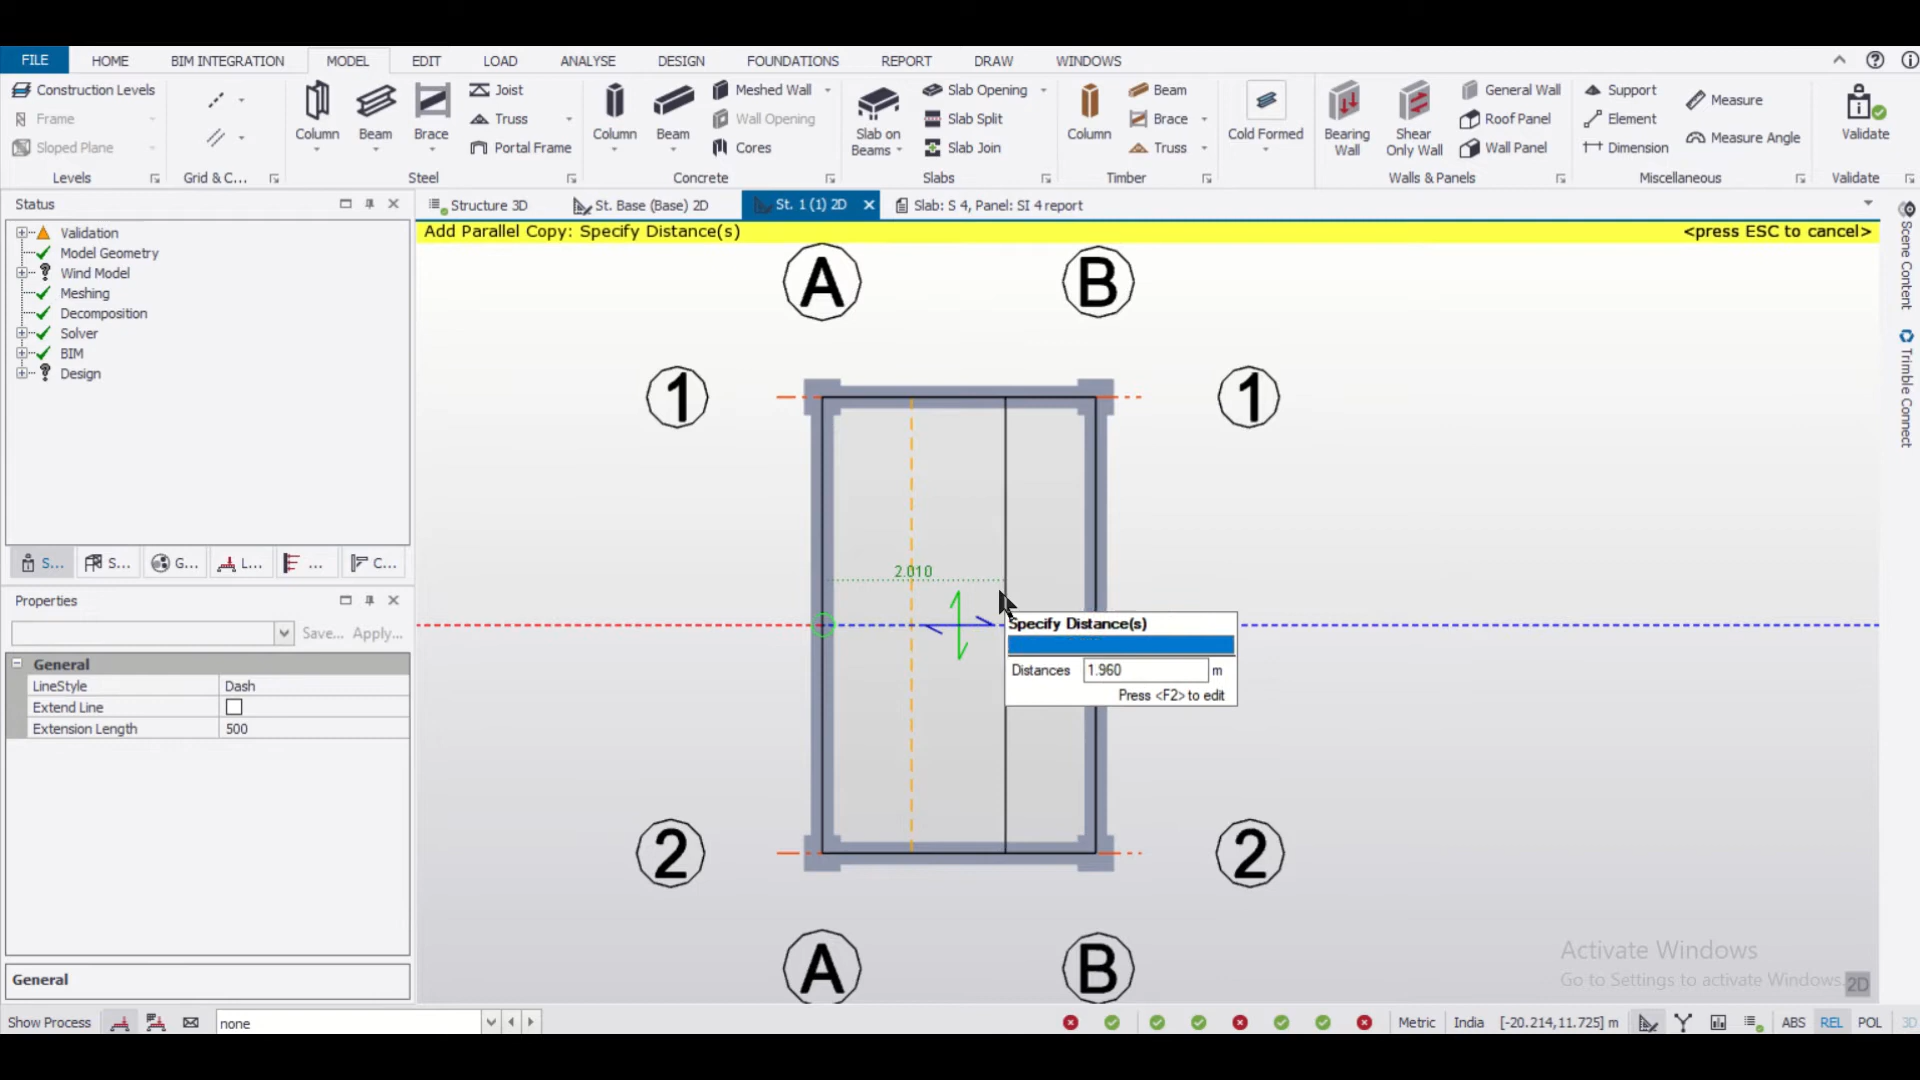 FILE HOME BIM INTEGRATION MODEL EDIT LOAD ANALYSE DESIGN FOUNDATIONS REPORT DRAW WINDOWS
Construction Levels
Frame
Sloped Plane
Levels
Grid & C...
Column
Beam
Brace
Joist
Truss
Portal Frame
Steel
Column
Beam
Meshed Wall
Wall Opening
Cores
Concrete
Slab on
Beams
Slab Opening
Slab Split
Slab Join
Slabs
Column
Beam
Brace
Truss
Timber
Cold Formed
Bearing
Wall
Shear
Only Wall
General Wall
Roof Panel
Wall Panel
Walls & Panels
Support
Element
Dimension
Measure
Measure Angle
Miscellaneous
Validate
Validate
Status
Structure 3D
St. Base (Base) 2D
St. 1 (1) 2D
Slab: S 4, Panel: SI 4 report
Add Parallel Copy: Specify Distance(s)
<press ESC to cancel>
Validation
Model Geometry
Wind Model
Meshing
Decomposition
Solver
BIM
Design
S... S... G... L... ... C...
Properties
Save... Apply...
General
LineStyle Dash
Extend Line
Extension Length 500
General
A B
1 1
2.010
Specify Distance(s)
Distances 1.960 m
Press <F2> to edit
2 2
A B
Scene Content
Trimble Connect
Activate Windows
Go to Settings to activate Windows.
2D
Show Process none Metric India [-20.214,11.725] m ABS REL POL 3D